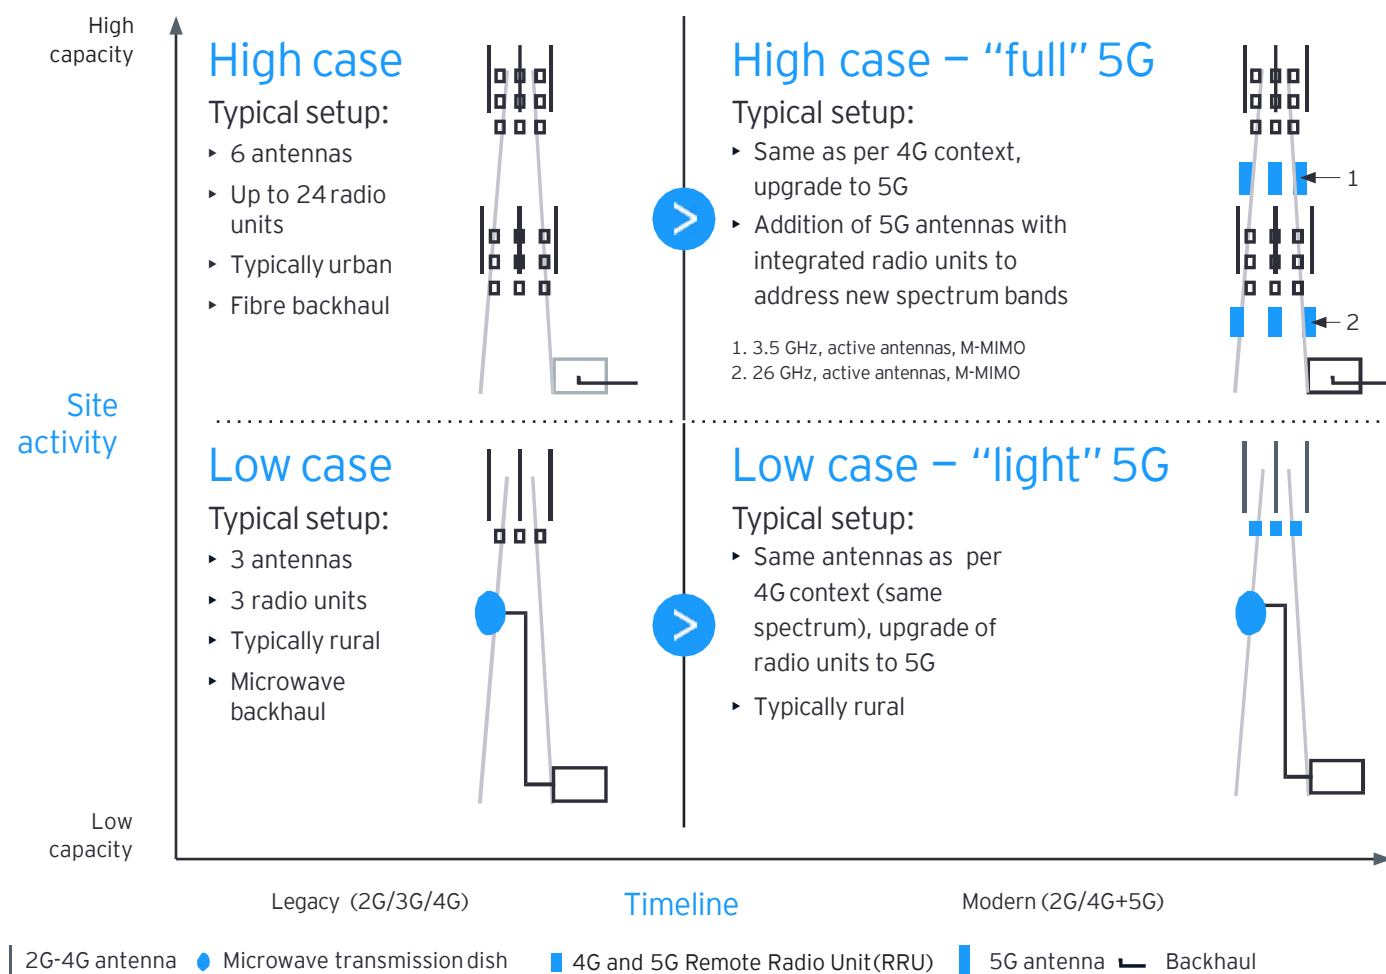 High
capacity
High case
Typical setup:
‣ 6 antennas
‣ Up to 24 radio
units
‣ Typically urban
‣ Fibre backhaul
>
High case – “full” 5G
Typical setup:
‣ Same as per 4G context,
upgrade to 5G
‣ Addition of 5G antennas with
integrated radio units to
address new spectrum bands
1. 3.5 GHz, active antennas, M-MIMO
2. 26 GHz, active antennas, M-MIMO
1
2
Site
activity
Low case
Typical setup:
‣ 3 antennas
‣ 3 radio units
‣ Typically rural
‣ Microwave
backhaul
>
Low case – “light” 5G
Typical setup:
‣ Same antennas as per
4G context (same
spectrum), upgrade of
radio units to 5G
‣ Typically rural
Low
capacity
Legacy (2G/3G/4G)
Timeline
Modern (2G/4G+5G)
2G-4G antenna
Microwave transmission dish
4G and 5G Remote Radio Unit(RRU)
5G antenna
Backhaul